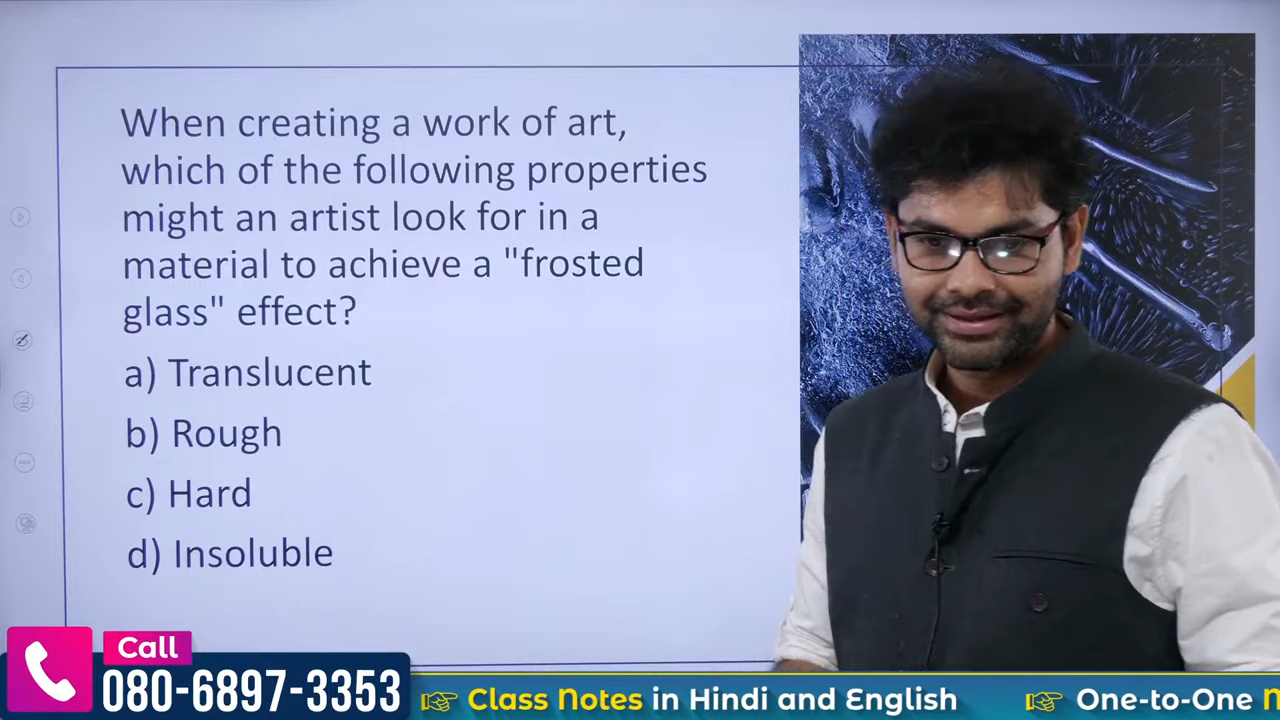 When creating a work of art,
which of the following properties
might an artist look for in a
material to achieve a "frosted
glass" effect?
a) Translucent
b) Rough
c) Hard
d) Insoluble
Call
080-6897-3353
Class Notes in Hindi and English
One-to-One